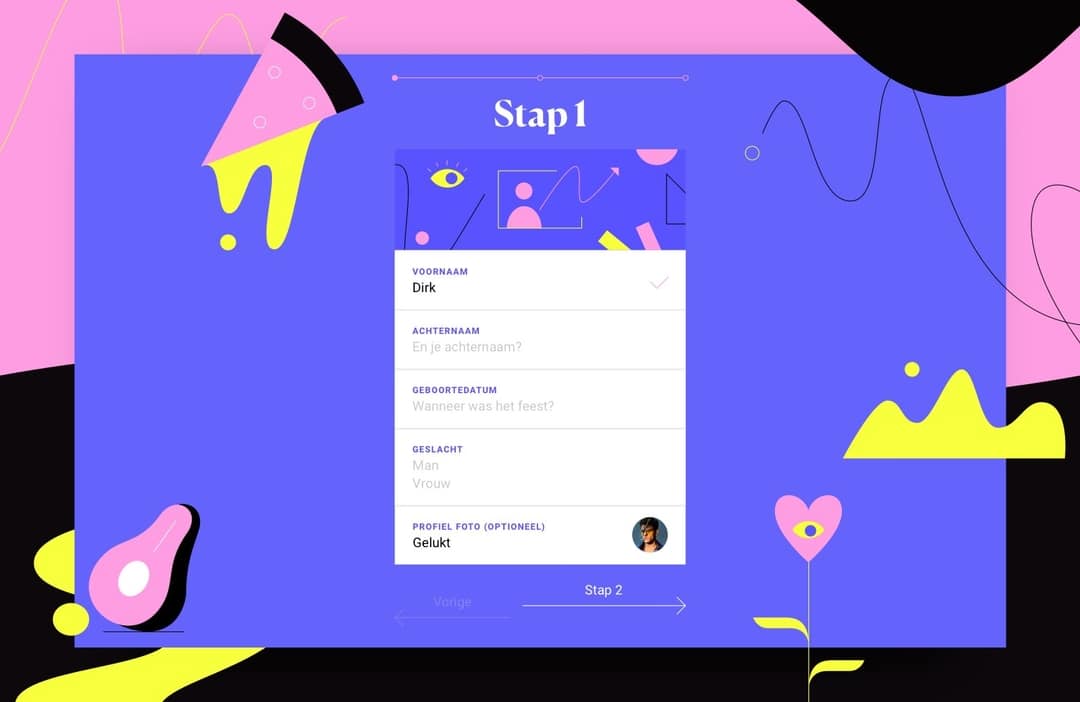 Stap 1
VOORNAAM
Dirk
ACHTERNAAM
En je achternaam?
GEBOORTEDATUM
Wanneer was het feest?
GESLACHT
Man
Vrouw
PROFIEL FOTO (OPTIONEEL)
Gelukt
Vorige
Stap 2